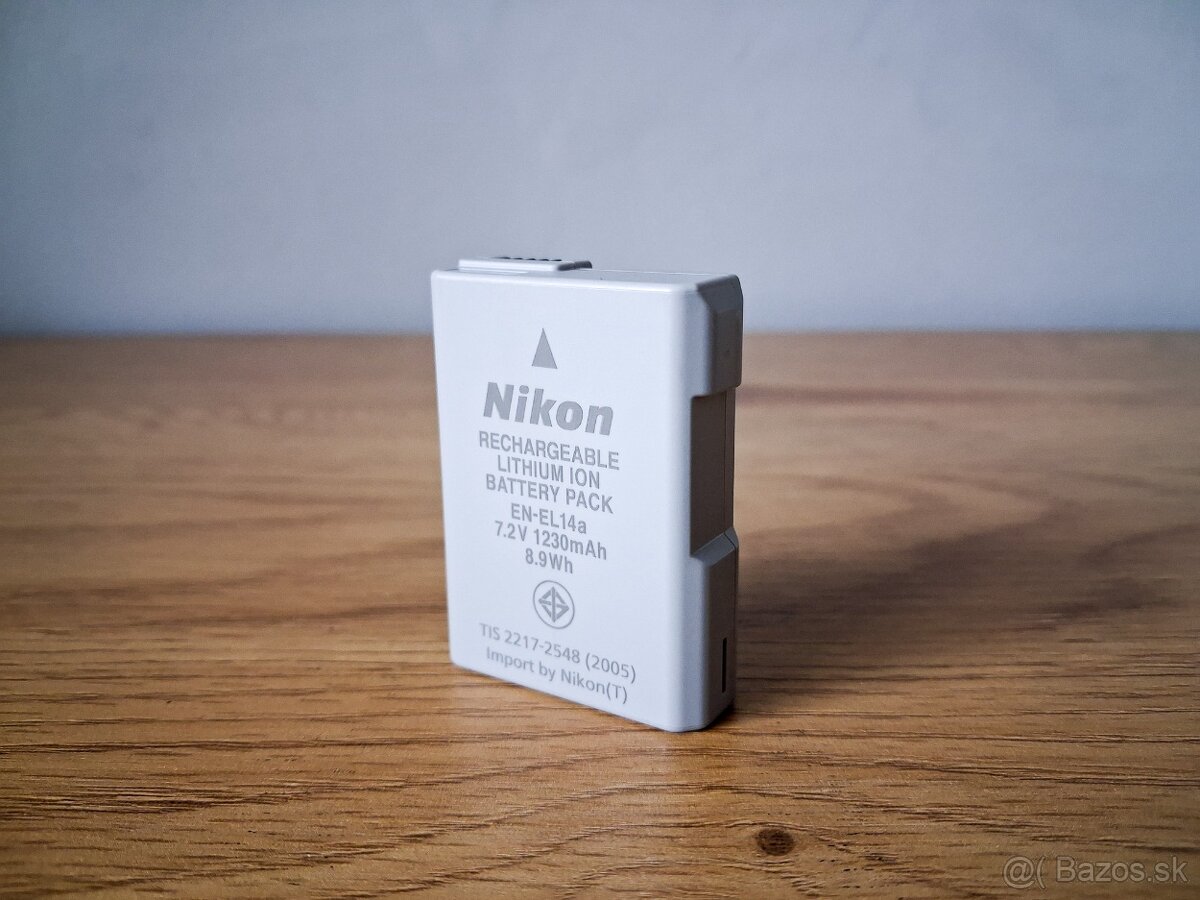 Nikon
RECHARGEABLE
LITHIUM ION
BATTERY PACK
EN-EL14a
7.2V 1230mAh
8.9Wh
TIS 2217-2548 (2005)
Import by Nikon(T)
@( Bazos.sk